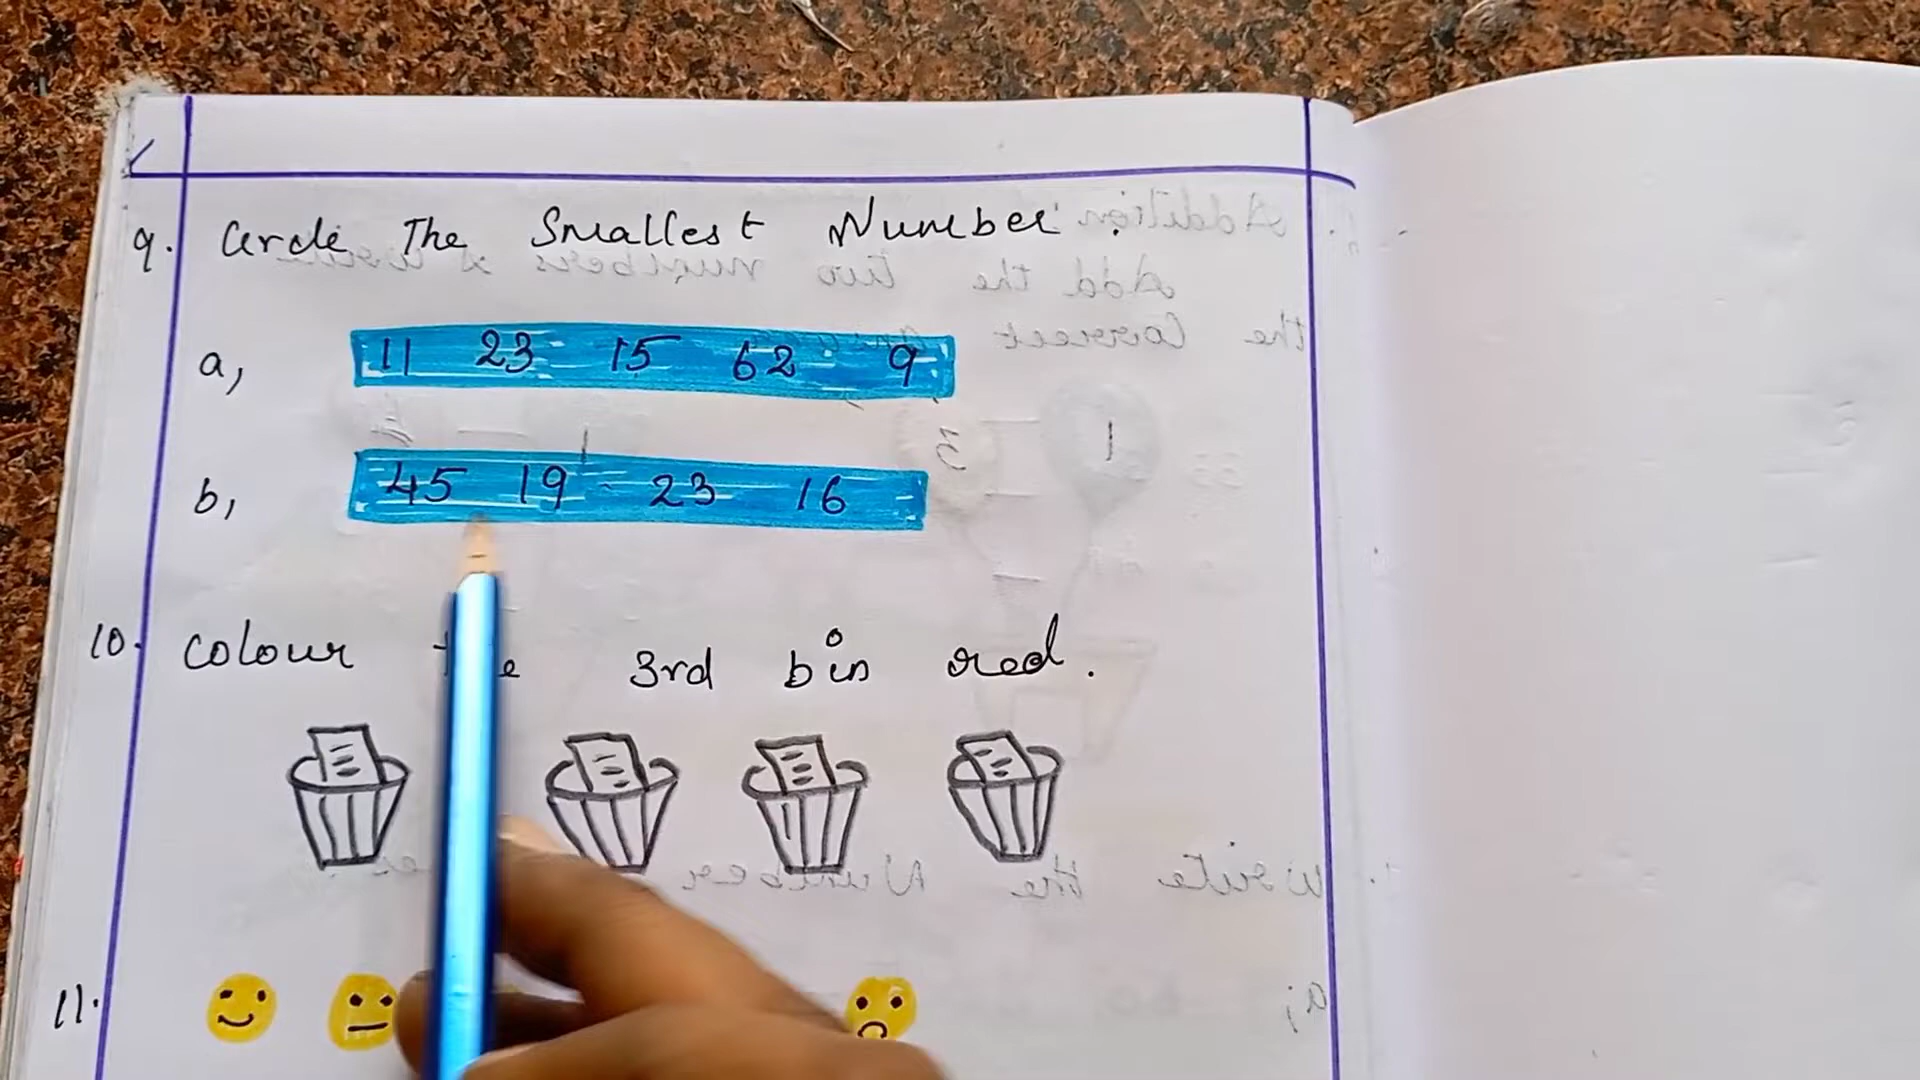 9. Circle The Smallest Number.
a, 11 23 15 62 9
b, 45 19 23 16
10. colour the 3rd bin red.
11.